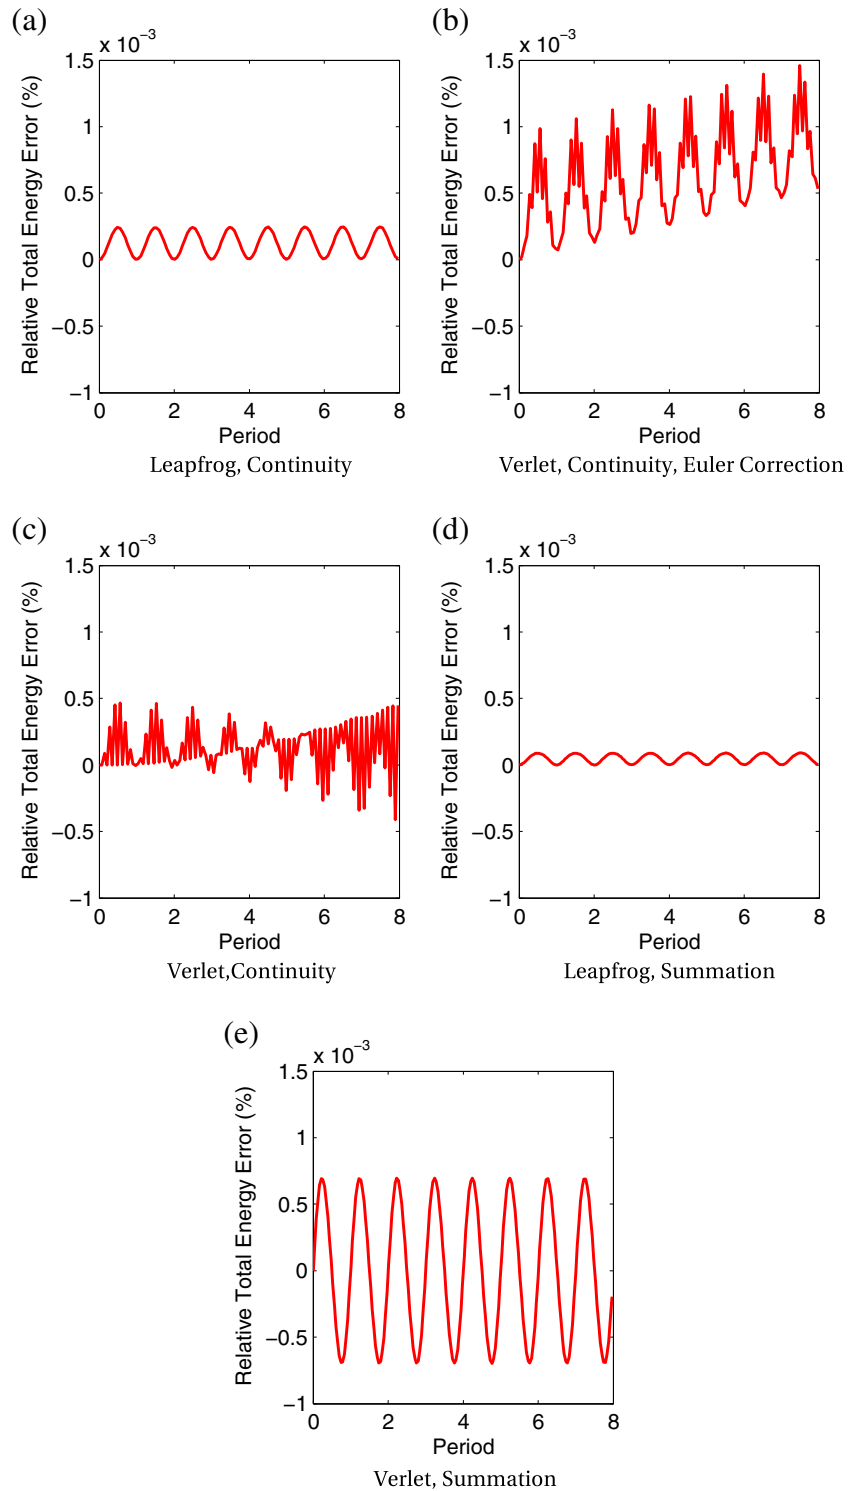 (a)
x 10⁻³
Relative Total Energy Error (%)
1.5
1
0.5
0
−0.5
−1
0 2 4 6 8
Period
Leapfrog, Continuity
(b)
x 10⁻³
Relative Total Energy Error (%)
1.5
1
0.5
0
−0.5
−1
0 2 4 6 8
Period
Verlet, Continuity, Euler Correction
(c)
x 10⁻³
Relative Total Energy Error (%)
1.5
1
0.5
0
−0.5
−1
0 2 4 6 8
Period
Verlet,Continuity
(d)
x 10⁻³
Relative Total Energy Error (%)
1.5
1
0.5
0
−0.5
−1
0 2 4 6 8
Period
Leapfrog, Summation
(e)
x 10⁻³
Relative Total Energy Error (%)
1.5
1
0.5
0
−0.5
−1
0 2 4 6 8
Period
Verlet, Summation